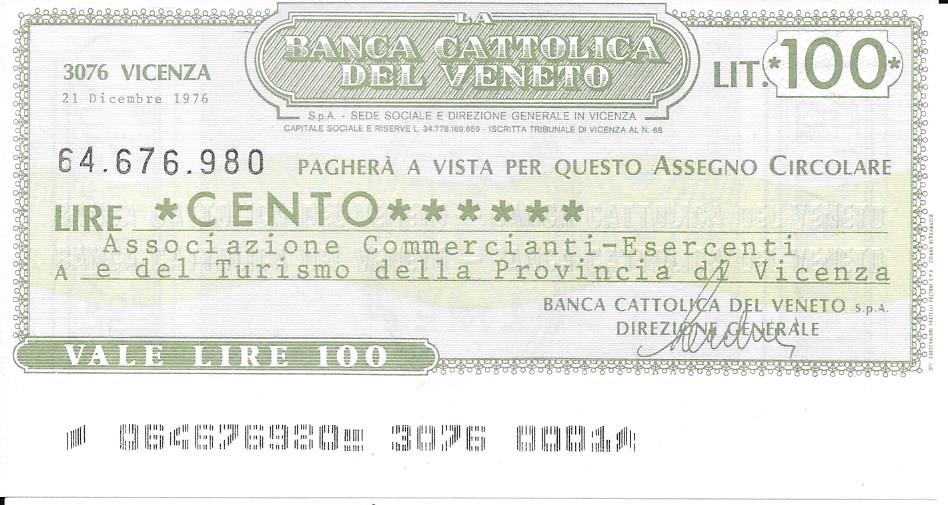 LA
BANCA CATTOLICA
DEL VENETO
3076 VICENZA
21 Dicembre 1976
LIT. *100*
S.p.A. - SEDE SOCIALE E DIREZIONE GENERALE IN VICENZA
CAPITALE SOCIALE E RISERVE L. 34.778.169.669 - ISCRITTA TRIBUNALE DI VICENZA AL N. 68
64.676.980 PAGHERÀ A VISTA PER QUESTO ASSEGNO CIRCOLARE
LIRE *CENTO******
Associazione Commercianti-Esercenti
A e del Turismo della Provincia di Vicenza
BANCA CATTOLICA DEL VENETO S.p.A.
DIREZIONE GENERALE
VALE LIRE 100
064676980 3076 00014